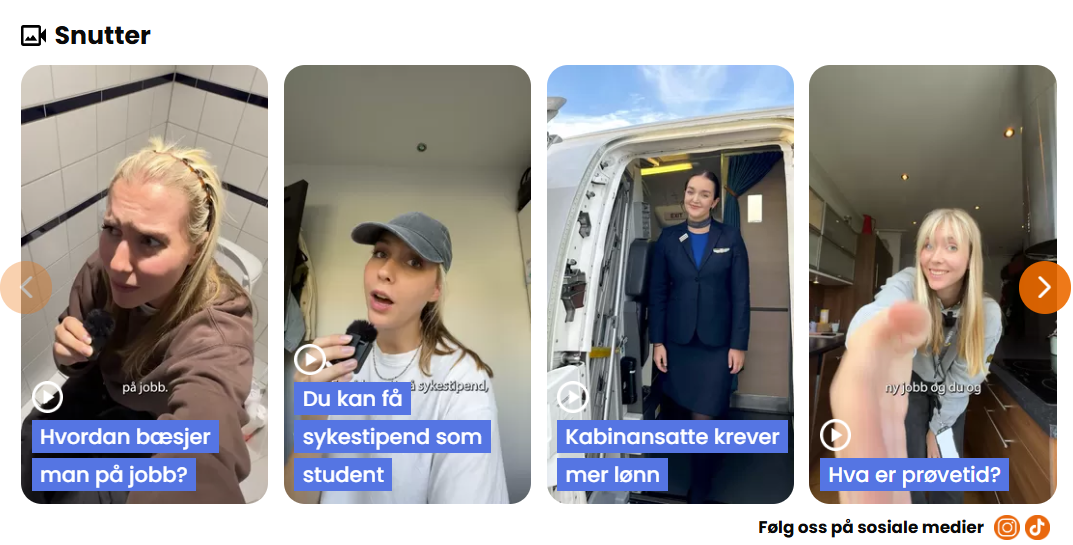 Snutter
på jobb.
Hvordan bæsjer
man på jobb?
å sykestipend,
Du kan få
sykestipend som
student
Kabinansatte krever
mer lønn
ny jobb og du og
Hva er prøvetid?
Følg oss på sosiale medier